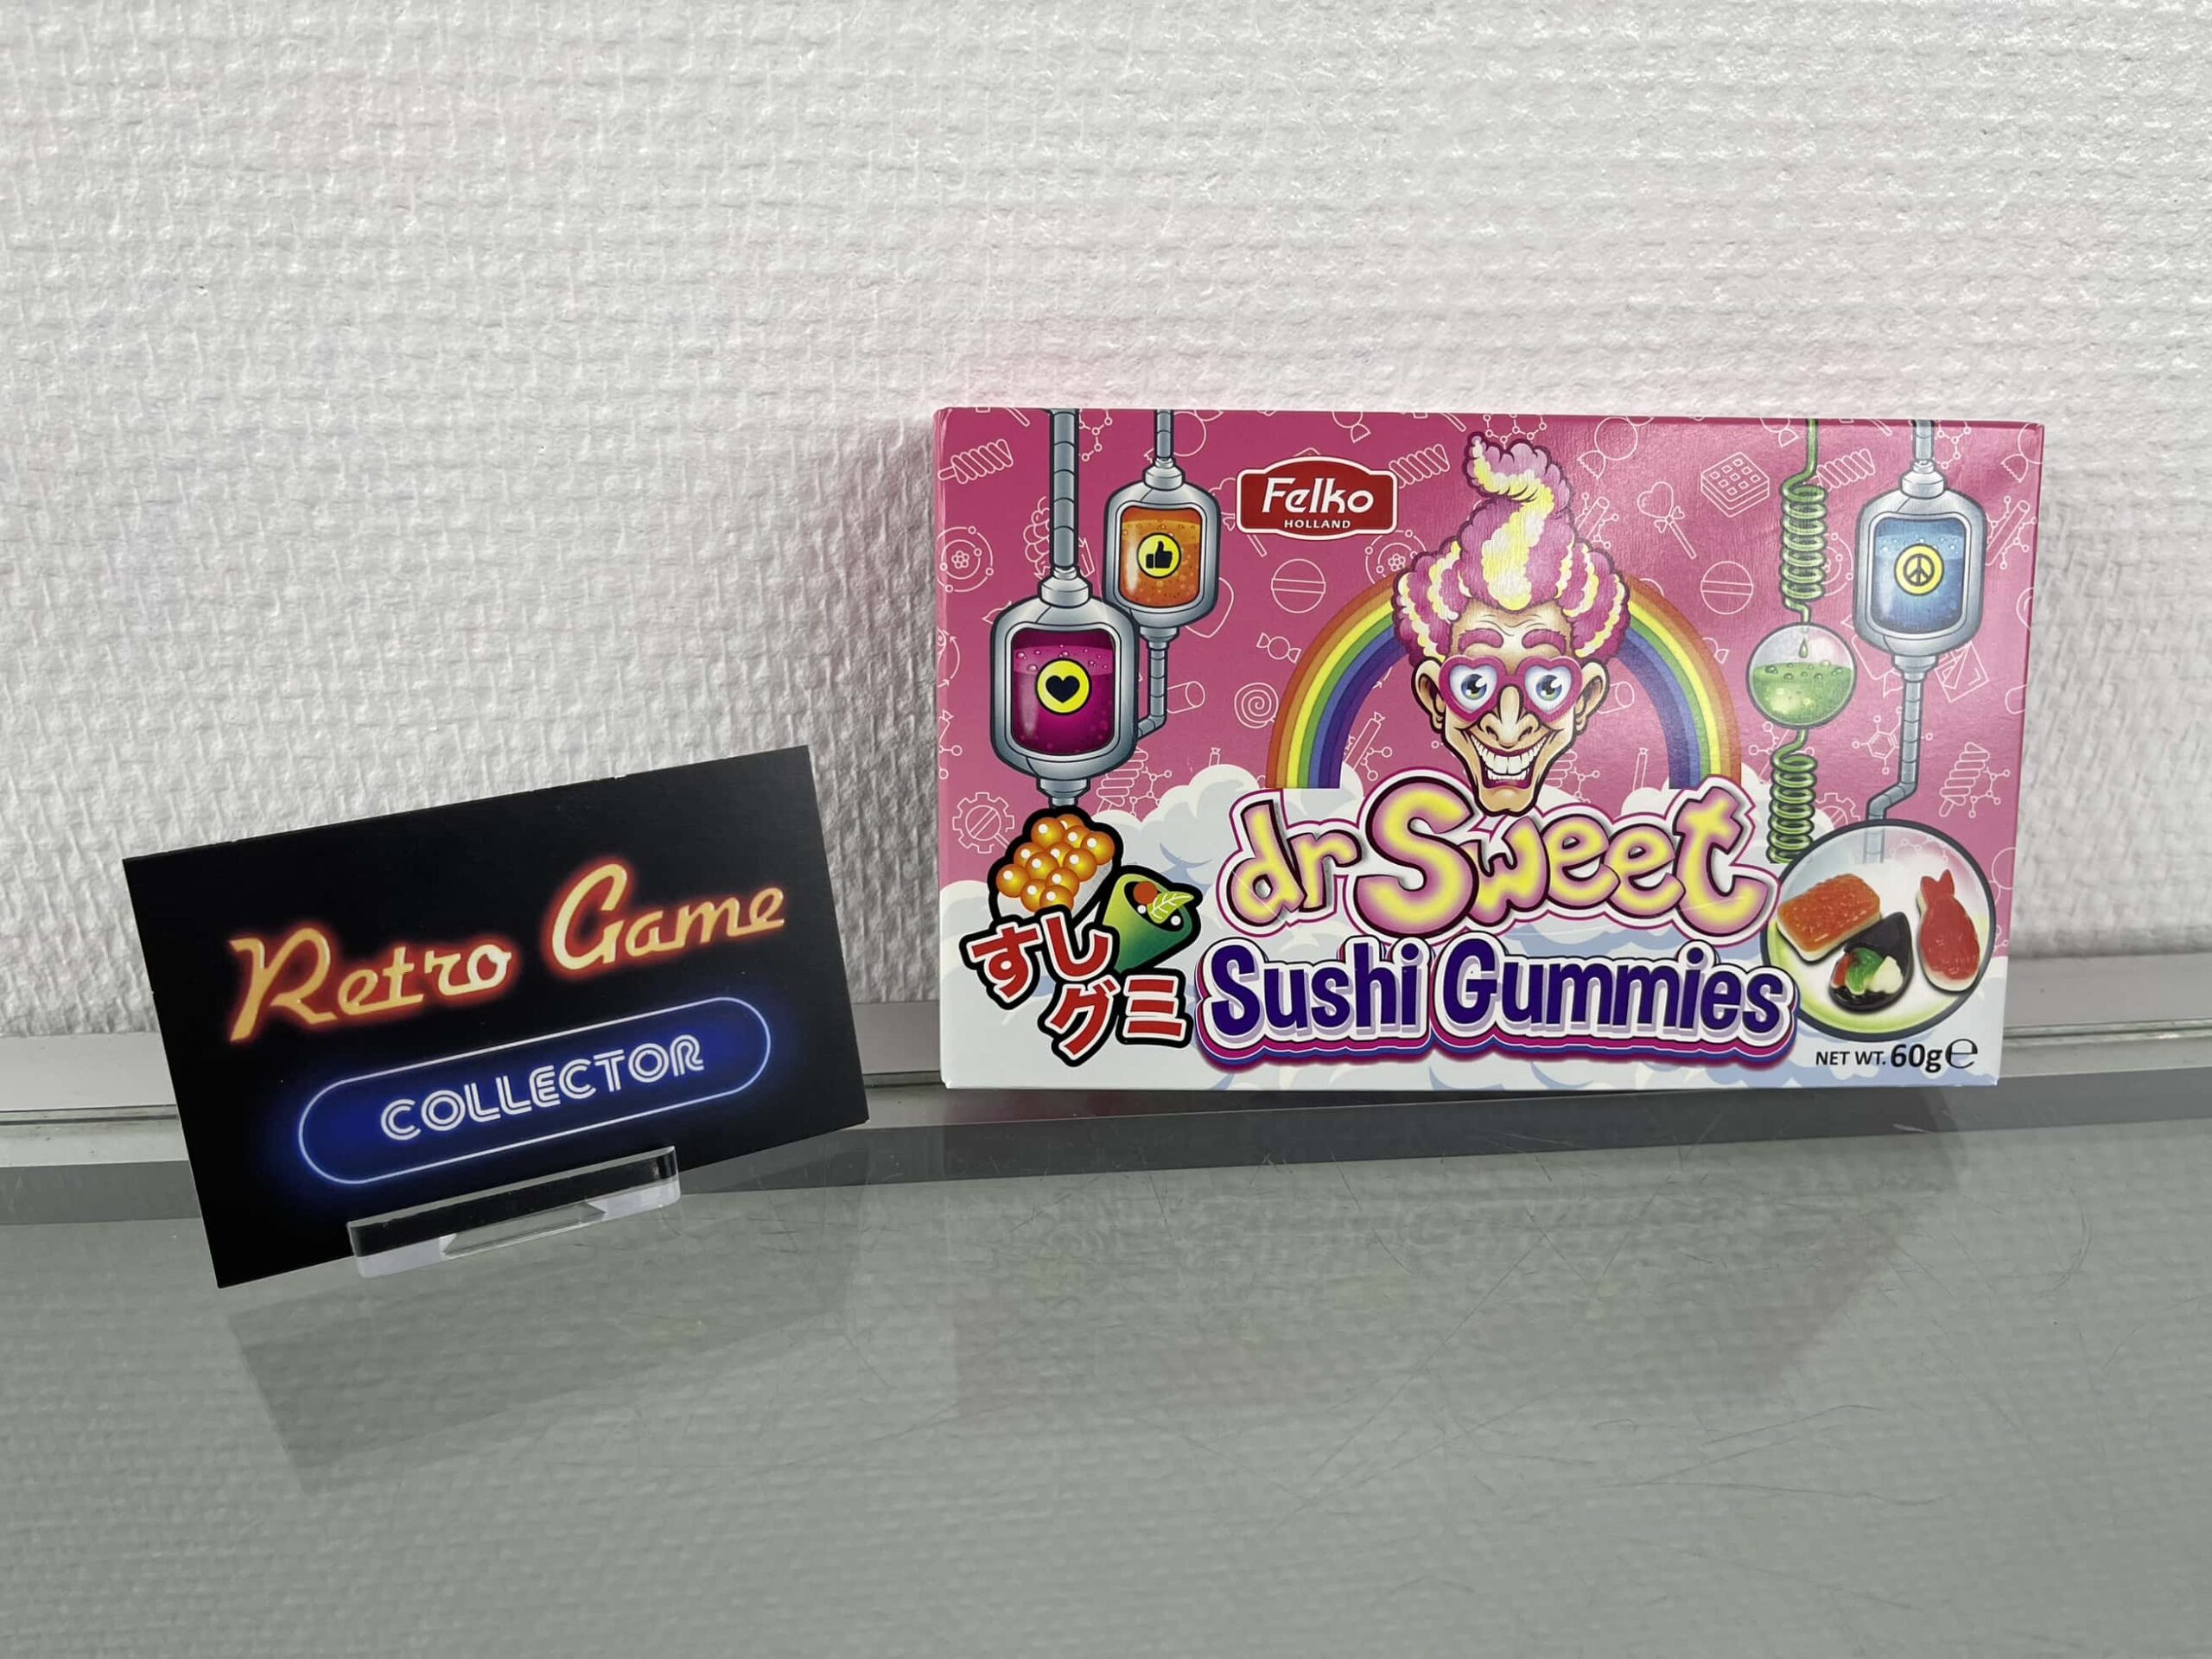 Retro Game
COLLECTOR
Felko
HOLLAND
dr Sweet
すし
グミ
Sushi Gummies
NET WT. 60g℮